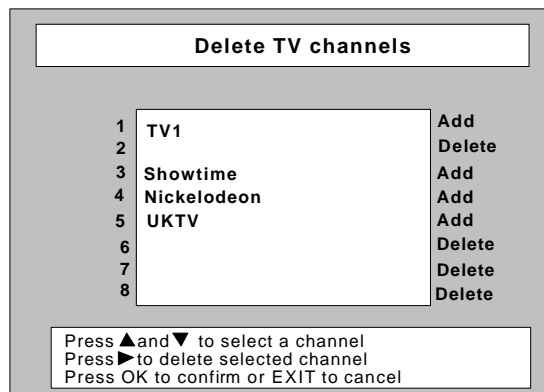 Delete TV channels
1 TV1 Add
2 Delete
3 Showtime Add
4 Nickelodeon Add
5 UKTV Add
6 Delete
7 Delete
8 Delete
Press ▲ and ▼ to select a channel
Press ► to delete selected channel
Press OK to confirm or EXIT to cancel